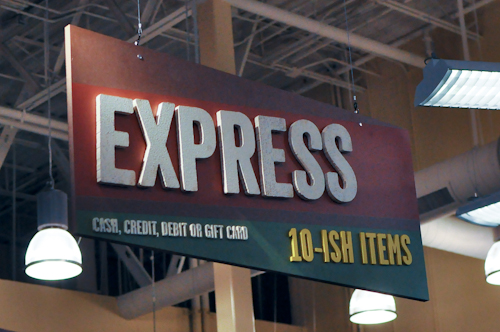 EXPRESS
CASH, CREDIT, DEBIT OR GIFT CARD
10-ISH ITEMS